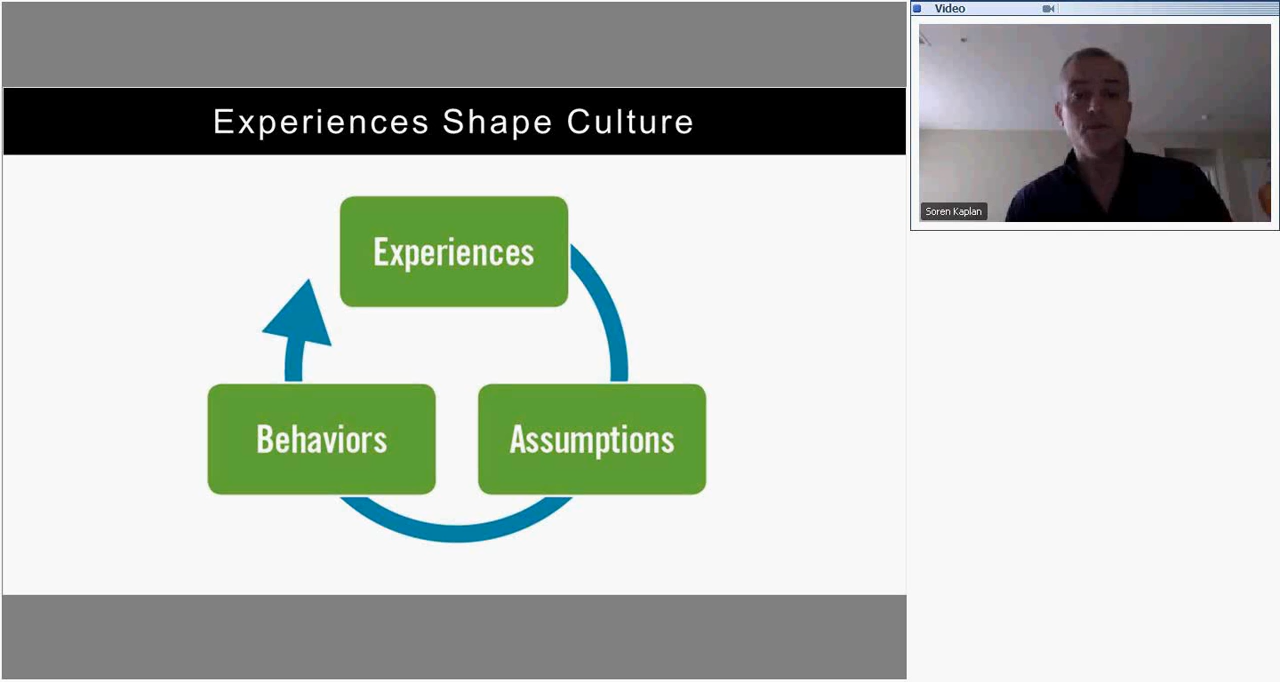 Experiences Shape Culture
Experiences
Behaviors
Assumptions
Video
Soren Kaplan